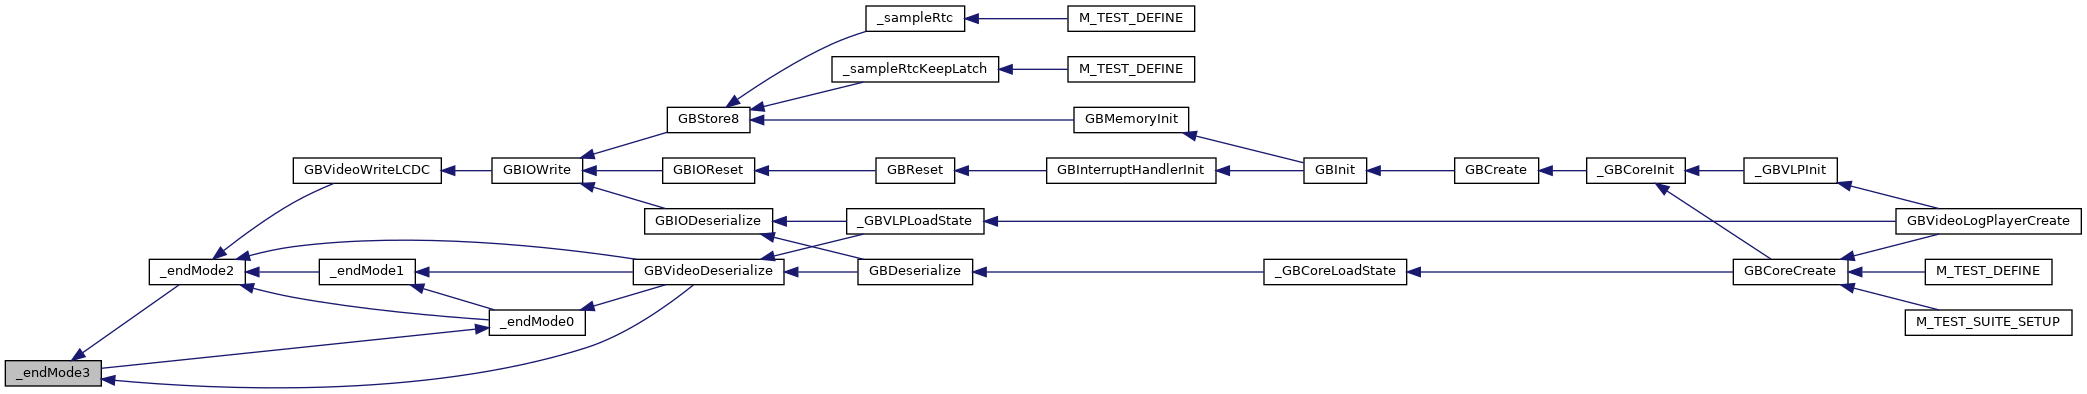 _sampleRtc
M_TEST_DEFINE
_sampleRtcKeepLatch
M_TEST_DEFINE
GBStore8
GBMemoryInit
GBVideoWriteLCDC
GBIOWrite
GBIOReset
GBReset
GBInterruptHandlerInit
GBInit
GBCreate
_GBCoreInit
_GBVLPInit
GBIODeserialize
_GBVLPLoadState
GBVideoLogPlayerCreate
_endMode2
_endMode1
GBVideoDeserialize
GBDeserialize
_GBCoreLoadState
GBCoreCreate
M_TEST_DEFINE
_endMode0
M_TEST_SUITE_SETUP
_endMode3